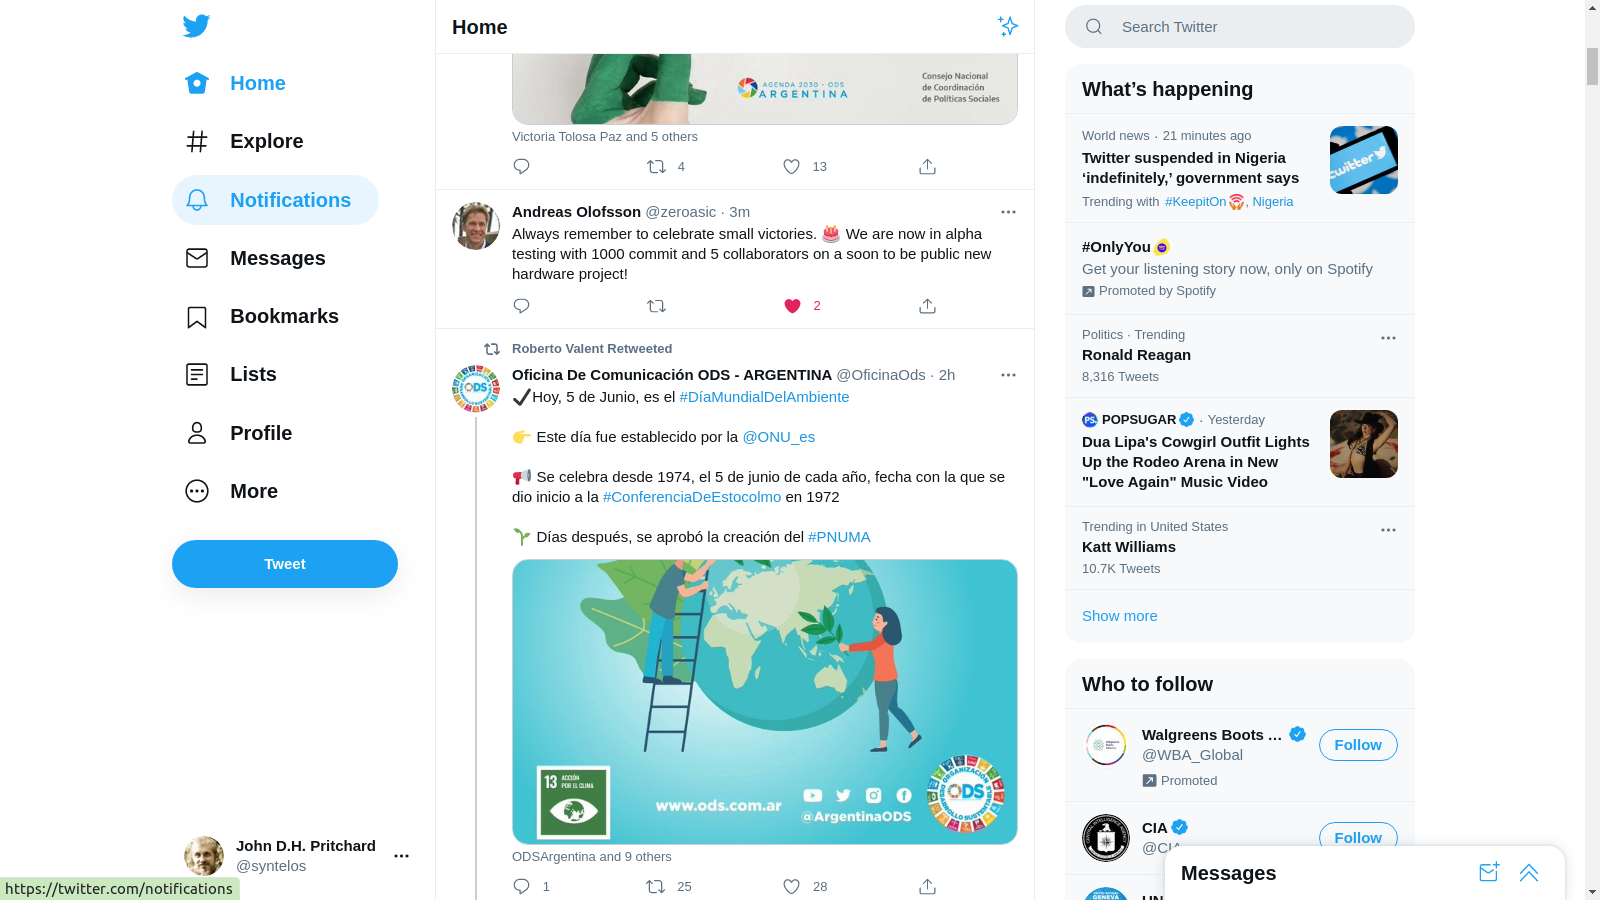 Home
Explore
Notifications
Messages
Bookmarks
Lists
Profile
More
Tweet
John D.H. Pritchard
@syntelos
https://twitter.com/notifications
Home
AGENDA 2030 - ODS
ARGENTINA
Consejo Nacional
de Coordinación
de Políticas Sociales
Victoria Tolosa Paz and 5 others
4
13
Andreas Olofsson @zeroasic · 3m
Always remember to celebrate small victories. 🎂 We are now in alpha
testing with 1000 commit and 5 collaborators on a soon to be public new
hardware project!
2
Roberto Valent Retweeted
Oficina De Comunicación ODS - ARGENTINA @OficinaOds · 2h
✔Hoy, 5 de Junio, es el #DíaMundialDelAmbiente
👉 Este día fue establecido por la @ONU_es
📢 Se celebra desde 1974, el 5 de junio de cada año, fecha con la que se
dio inicio a la #ConferenciaDeEstocolmo en 1972
🌱 Días después, se aprobó la creación del #PNUMA
13 ACCIÓN
POR EL CLIMA
www.ods.com.ar
@ArgentinaODS
ODS
ODSArgentina and 9 others
1
25
28
Search Twitter
What's happening
World news · 21 minutes ago
Twitter suspended in Nigeria
‘indefinitely,’ government says
Trending with #KeepitOn, Nigeria
twitter
#OnlyYou
Get your listening story now, only on Spotify
Promoted by Spotify
Politics · Trending
Ronald Reagan
8,316 Tweets
POPSUGAR · Yesterday
Dua Lipa's Cowgirl Outfit Lights
Up the Rodeo Arena in New
"Love Again" Music Video
Trending in United States
Katt Williams
10.7K Tweets
Show more
Who to follow
Walgreens Boots …
@WBA_Global
Promoted
Follow
CIA
Follow
Messages